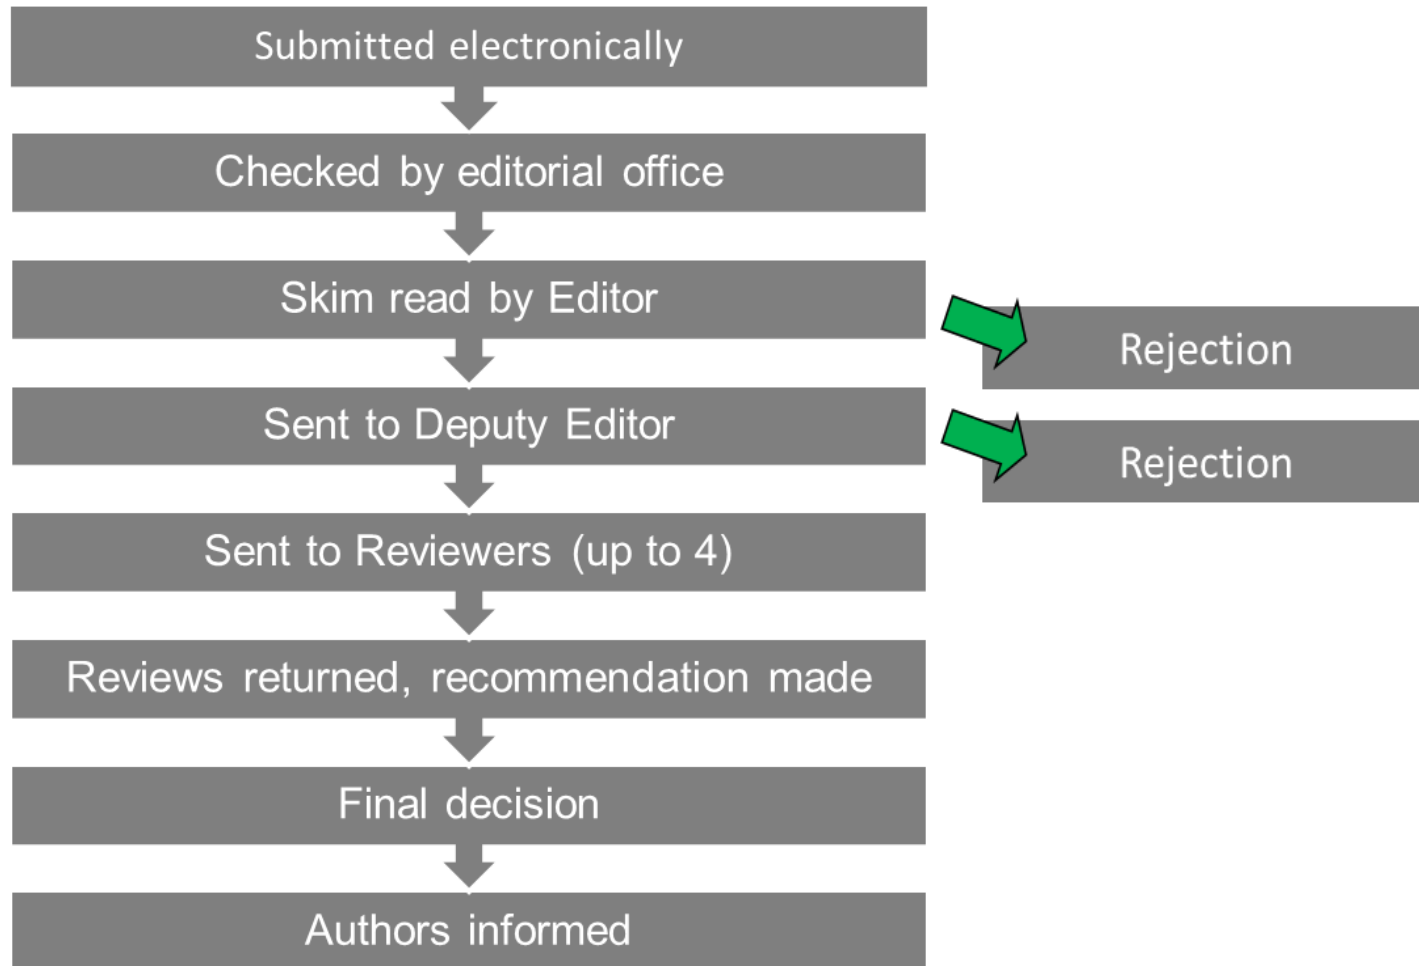 Submitted electronically
Checked by editorial office
Skim read by Editor
Rejection
Sent to Deputy Editor
Rejection
Sent to Reviewers (up to 4)
Reviews returned, recommendation made
Final decision
Authors informed